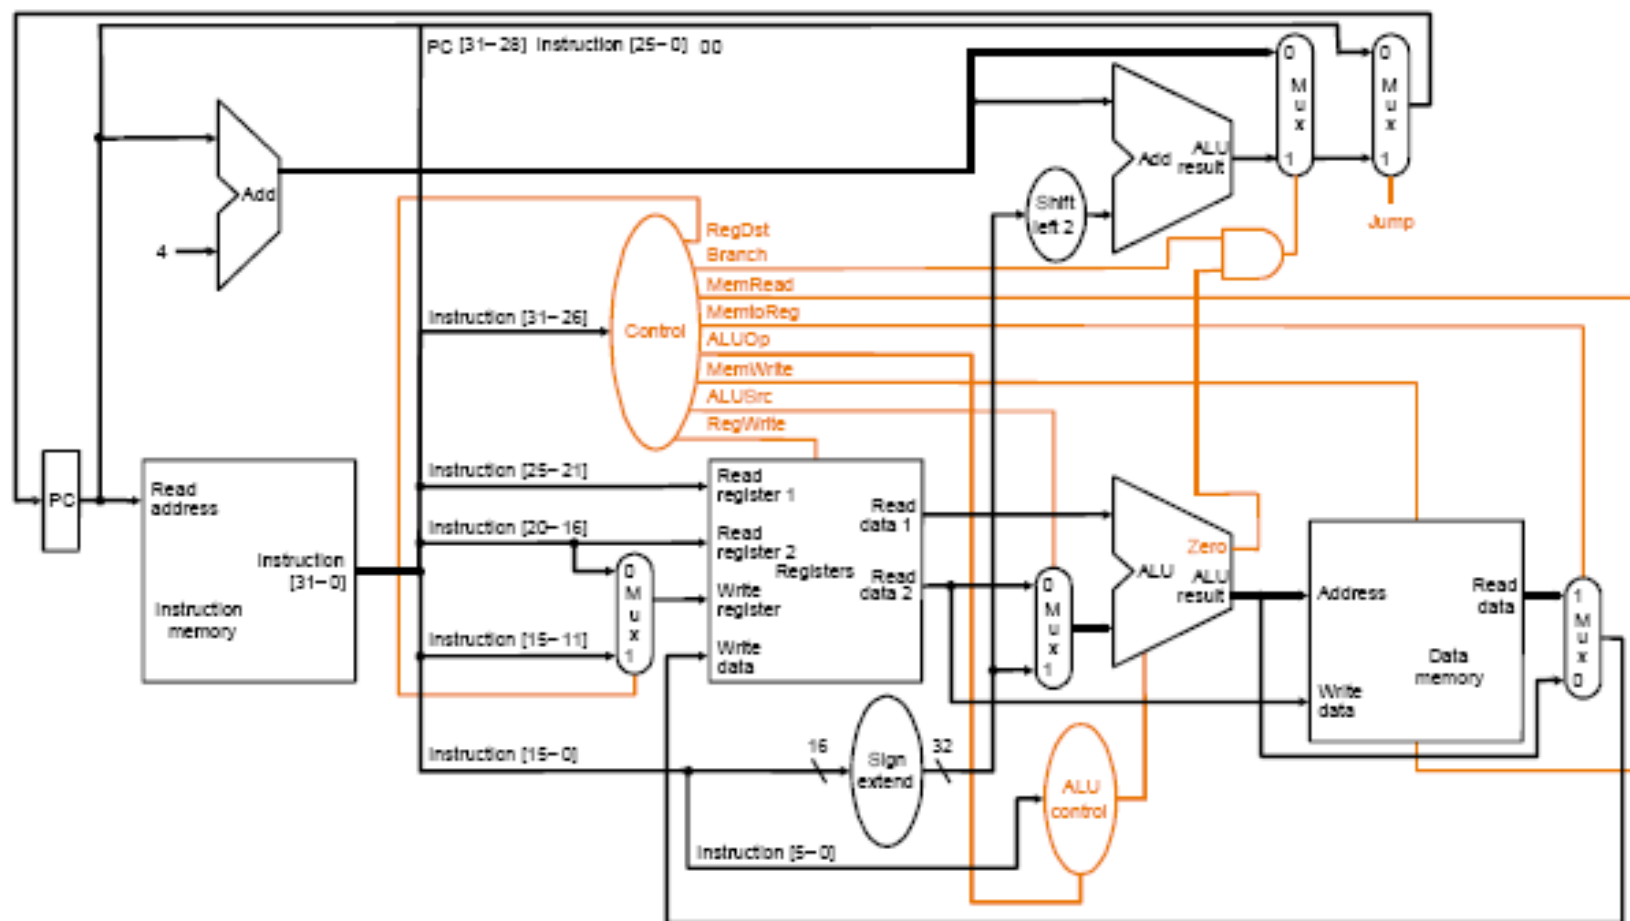 PC [31-28] Instruction [25-0] 00
0
M
u
x
1
0
M
u
x
1
Add
ALU
result
Add
4
Shift
left 2
Jump
RegDst
Branch
MemRead
MemtoReg
ALUOp
MemWrite
ALUSrc
RegWrite
Control
Instruction [31-26]
PC
Read
address
Instruction
[31-0]
Instruction
memory
Instruction [25-21]
Instruction [20-16]
Instruction [15-11]
0
M
u
x
1
Read
register 1
Read
register 2
Registers
Write
register
Write
data
Read
data 1
Read
data 2
0
M
u
x
1
Zero
ALU
ALU
result
Address
Read
data
Data
memory
Write
data
1
M
u
x
0
Instruction [15-0]
16
Sign
extend
32
ALU
control
Instruction [5-0]